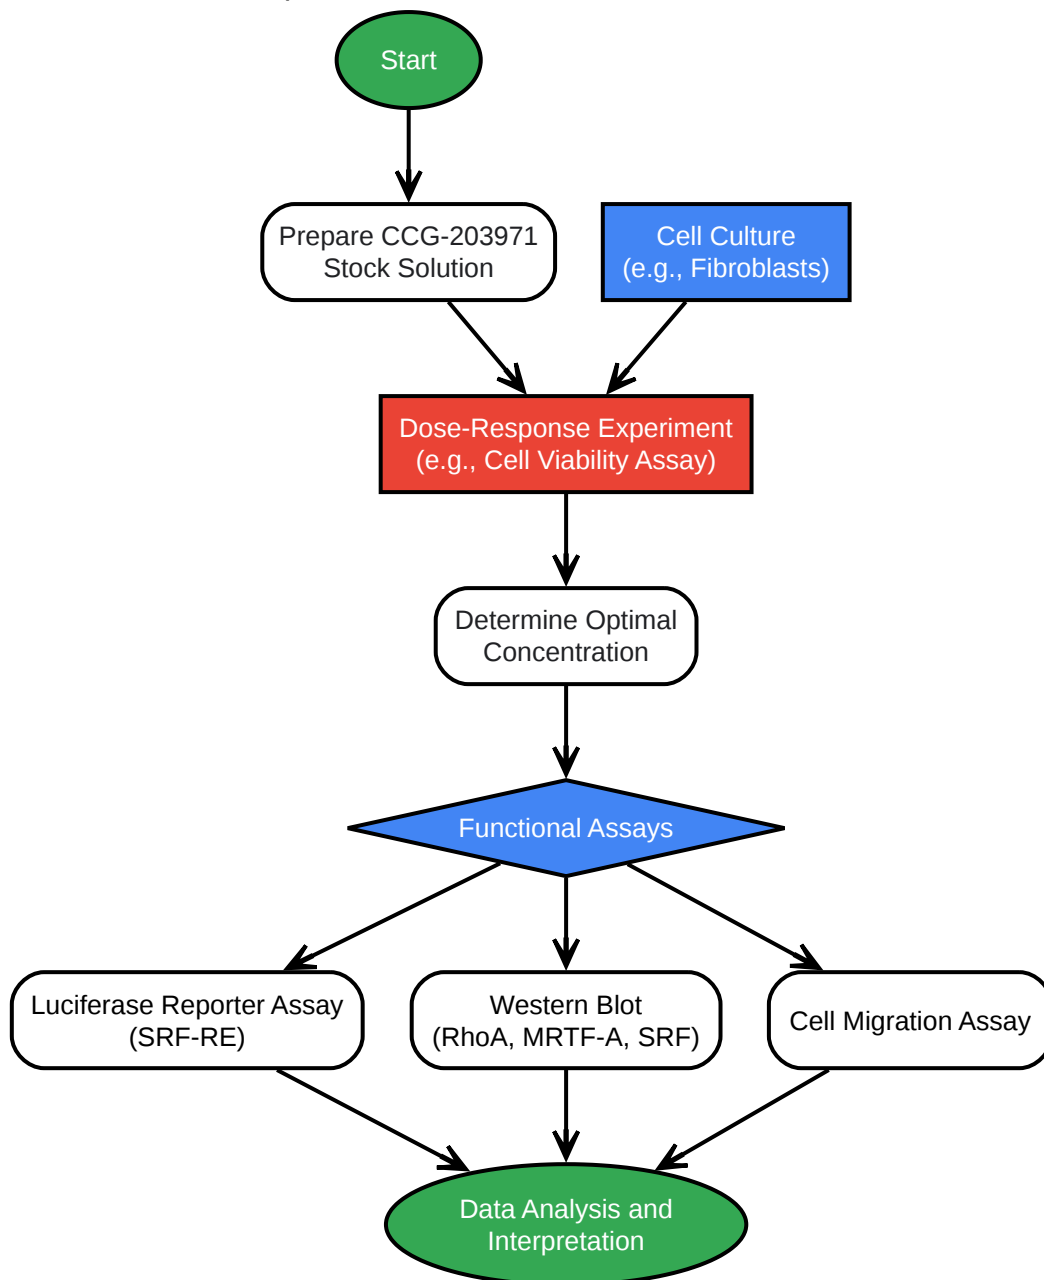 Start
Prepare CCG-203971
Stock Solution
Cell Culture
(e.g., Fibroblasts)
Dose-Response Experiment
(e.g., Cell Viability Assay)
Determine Optimal
Concentration
Functional Assays
Luciferase Reporter Assay
(SRF-RE)
Western Blot
(RhoA, MRTF-A, SRF)
Cell Migration Assay
Data Analysis and
Interpretation